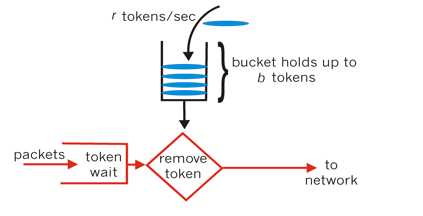 r tokens/sec
bucket holds up to
b tokens
packets
token
wait
remove
token
to
network